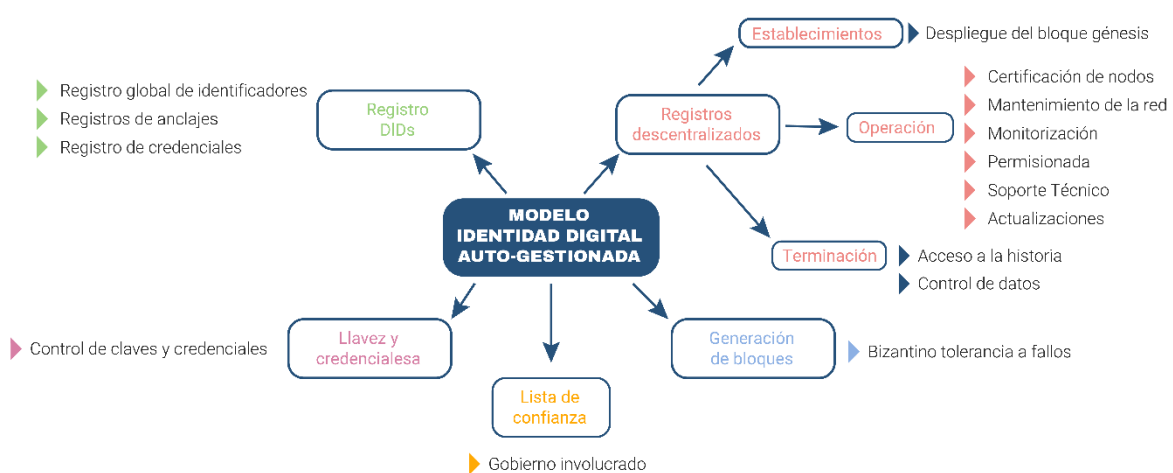 Establecimientos
Despliegue del bloque génesis
Registro global de identificadores
Registros de anclajes
Registro de credenciales
Registro
DIDs
Registros
descentralizados
Operación
Certificación de nodos
Mantenimiento de la red
Monitorización
Permisionada
Soporte Técnico
Actualizaciones
MODELO
IDENTIDAD DIGITAL
AUTO-GESTIONADA
Terminación
Acceso a la historia
Control de datos
Control de claves y credenciales
Llavez y
credencialesa
Generación
de bloques
Bizantino tolerancia a fallos
Lista de
confianza
Gobierno involucrado